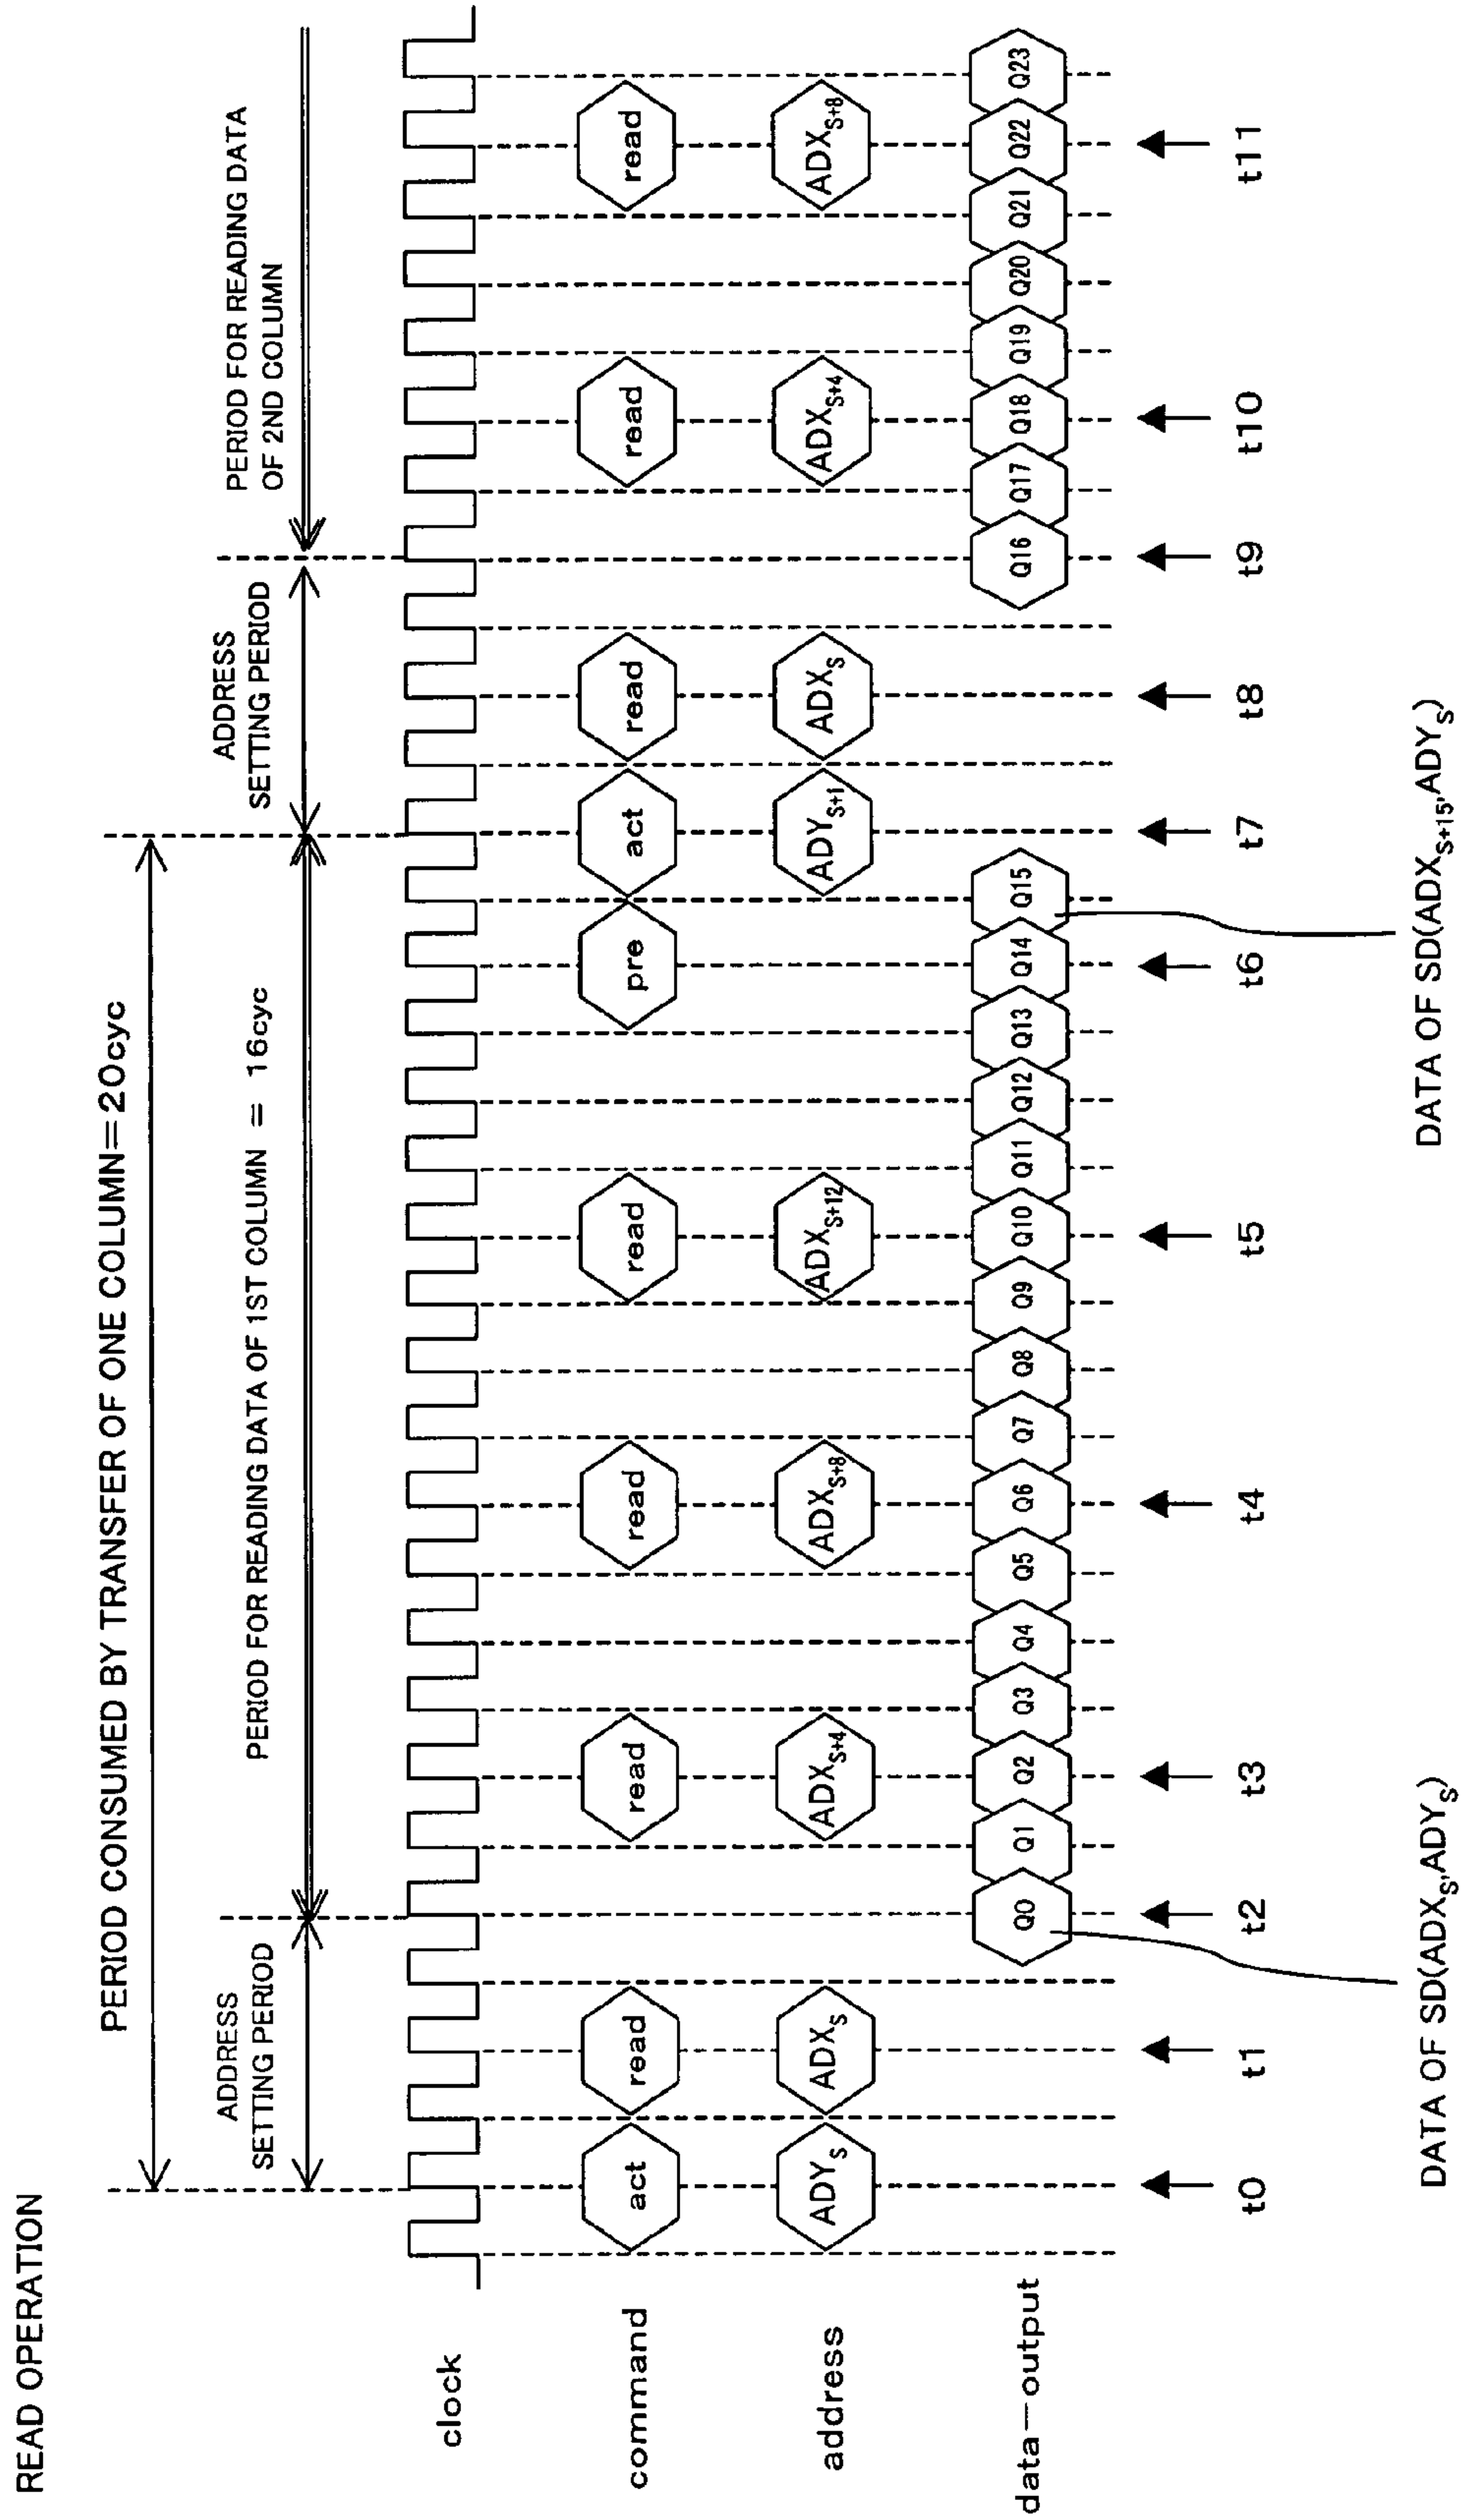 READ OPERATION
PERIOD CONSUMED BY TRANSFER OF ONE COLUMN=20cyc
ADDRESS
SETTING PERIOD
PERIOD FOR READING DATA OF 1ST COLUMN = 16cyc
ADDRESS
SETTING PERIOD
PERIOD FOR READING DATA
OF 2ND COLUMN
clock
command
act read read read read pre act read read read
address
ADYS ADXS ADXS+4 ADXS+8 ADXS+12 ADYS+1 ADXS ADXS+4 ADXS+8
data-output
Q0 Q1 Q2 Q3 Q4 Q5 Q6 Q7 Q8 Q9 Q10 Q11 Q12 Q13 Q14 Q15 Q16 Q17 Q18 Q19 Q20 Q21 Q22 Q23
t0 t1 t2 t3 t4 t5 t6 t7 t8 t9 t10 t11
DATA OF SD(ADXS,ADYS)
DATA OF SD(ADXS+15,ADYS)